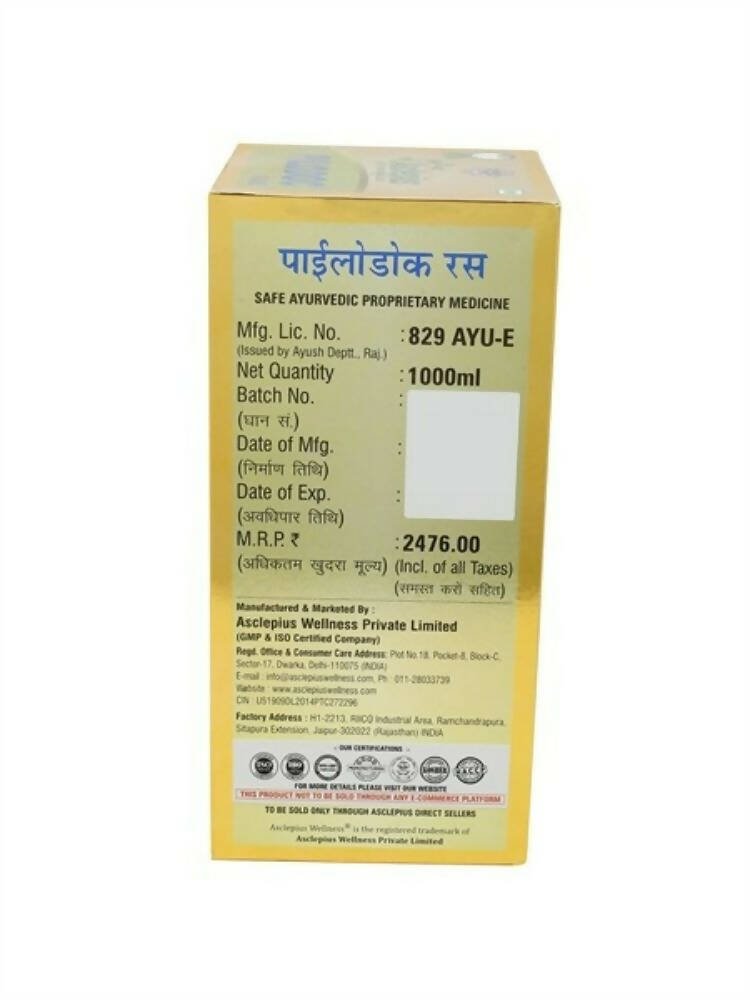 पाईलोडोक रस
SAFE AYURVEDIC PROPRIETARY MEDICINE
Mfg. Lic. No. : 829 AYU-E
(Issued by Ayush Deptt., Raj.)
Net Quantity : 1000ml
Batch No. :
(घान सं.)
Date of Mfg. :
(निर्माण तिथि)
Date of Exp. :
(अवधिपार तिथि)
M.R.P. ₹ : 2476.00
(अधिकतम खुदरा मूल्य) (Incl. of all Taxes)
(समस्त करों सहित)
Manufactured & Marketed By :
Asclepius Wellness Private Limited
(GMP & ISO Certified Company)
Regd. Office & Consumer Care Address: Plot No.18, Pocket-8, Block-C,
Sector-17, Dwarka, Delhi-110075 (INDIA)
E-mail : info@asclepiuswellness.com, Ph : 011-28033739
Website : www.asclepiuswellness.com
CIN : U51909DL2014PTC272296
Factory Address : H1-2213, RIICO Industrial Area, Ramchandrapura,
Sitapura Extension, Jaipur-302022 (Rajasthan) INDIA
- OUR CERTIFICATIONS -
FOR MORE DETAILS PLEASE VISIT OUR WEBSITE
THIS PRODUCT NOT TO BE SOLD THROUGH ANY E-COMMERCE PLATFORM
TO BE SOLD ONLY THROUGH ASCLEPIUS DIRECT SELLERS
Asclepius Wellness® is the registered trademark of
Asclepius Wellness Private Limited